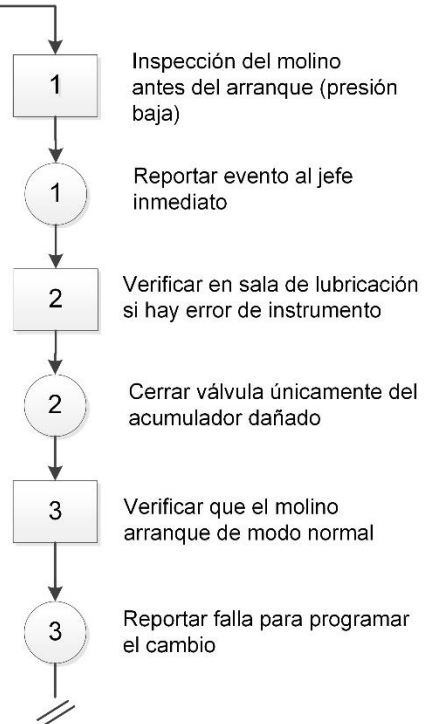 1
Inspección del molino
antes del arranque (presión
baja)
1
Reportar evento al jefe
inmediato
2
Verificar en sala de lubricación
si hay error de instrumento
2
Cerrar válvula únicamente del
acumulador dañado
3
Verificar que el molino
arranque de modo normal
3
Reportar falla para programar
el cambio